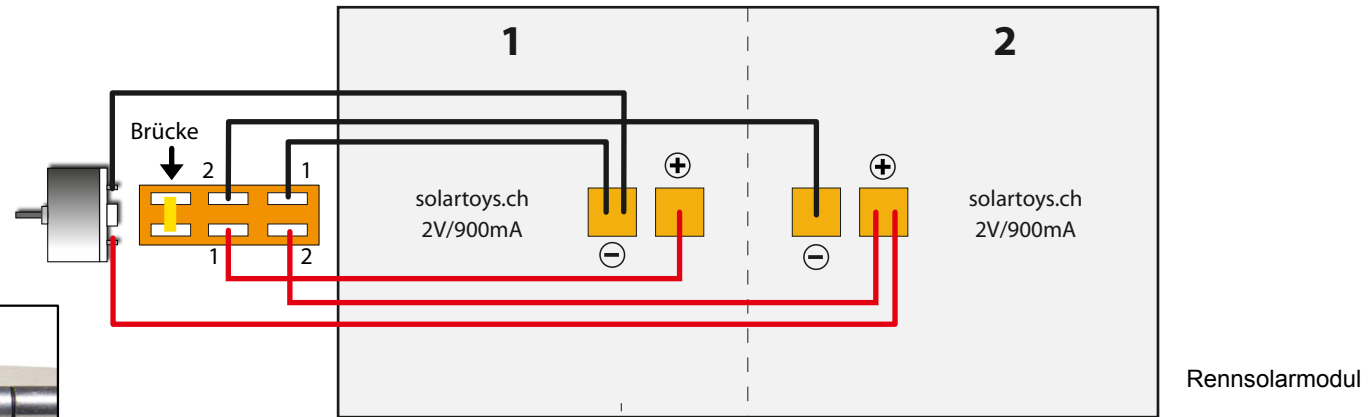 1
2
Brücke
2
1
+
+
solartoys.ch
2V/900mA
solartoys.ch
2V/900mA
−
−
1
2
Rennsolarmodul